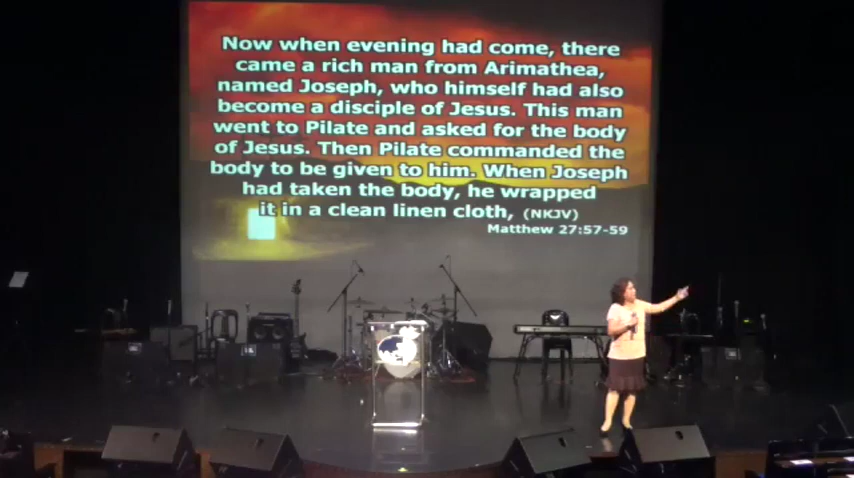 Now when evening had come, there
came a rich man from Arimathea,
named Joseph, who himself had also
become a disciple of Jesus. This man
went to Pilate and asked for the body
of Jesus. Then Pilate commanded the
body to be given to him. When Joseph
had taken the body, he wrapped
it in a clean linen cloth, (NKJV)
Matthew 27:57-59